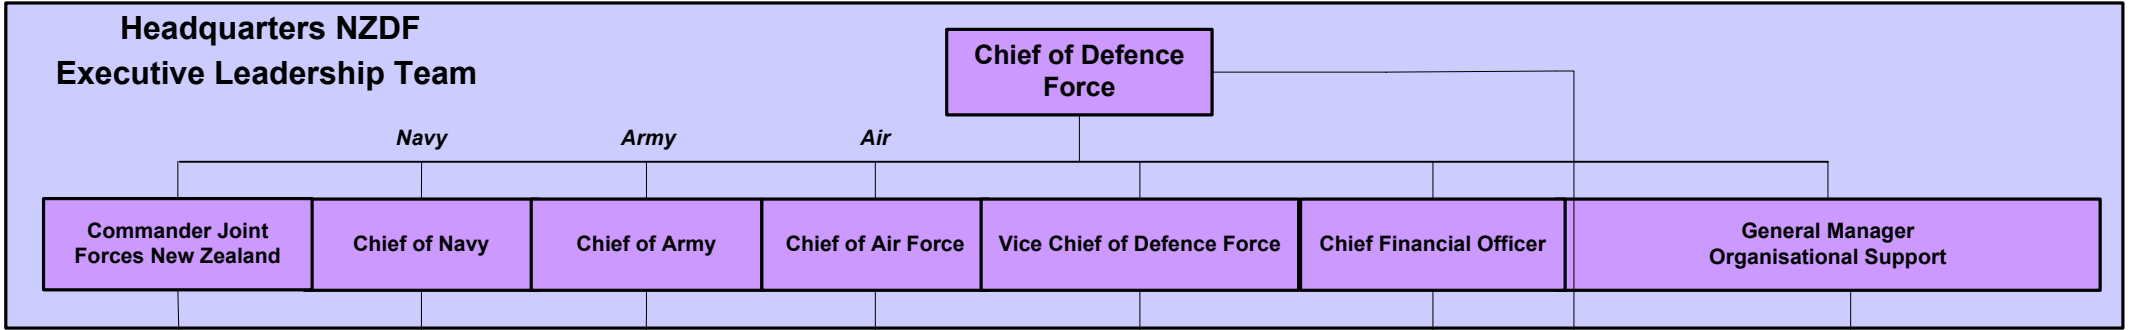 Headquarters NZDF
Executive Leadership Team
Chief of Defence
Force
Navy
Army
Air
Commander Joint
Forces New Zealand
Chief of Navy
Chief of Army
Chief of Air Force
Vice Chief of Defence Force
Chief Financial Officer
General Manager
Organisational Support